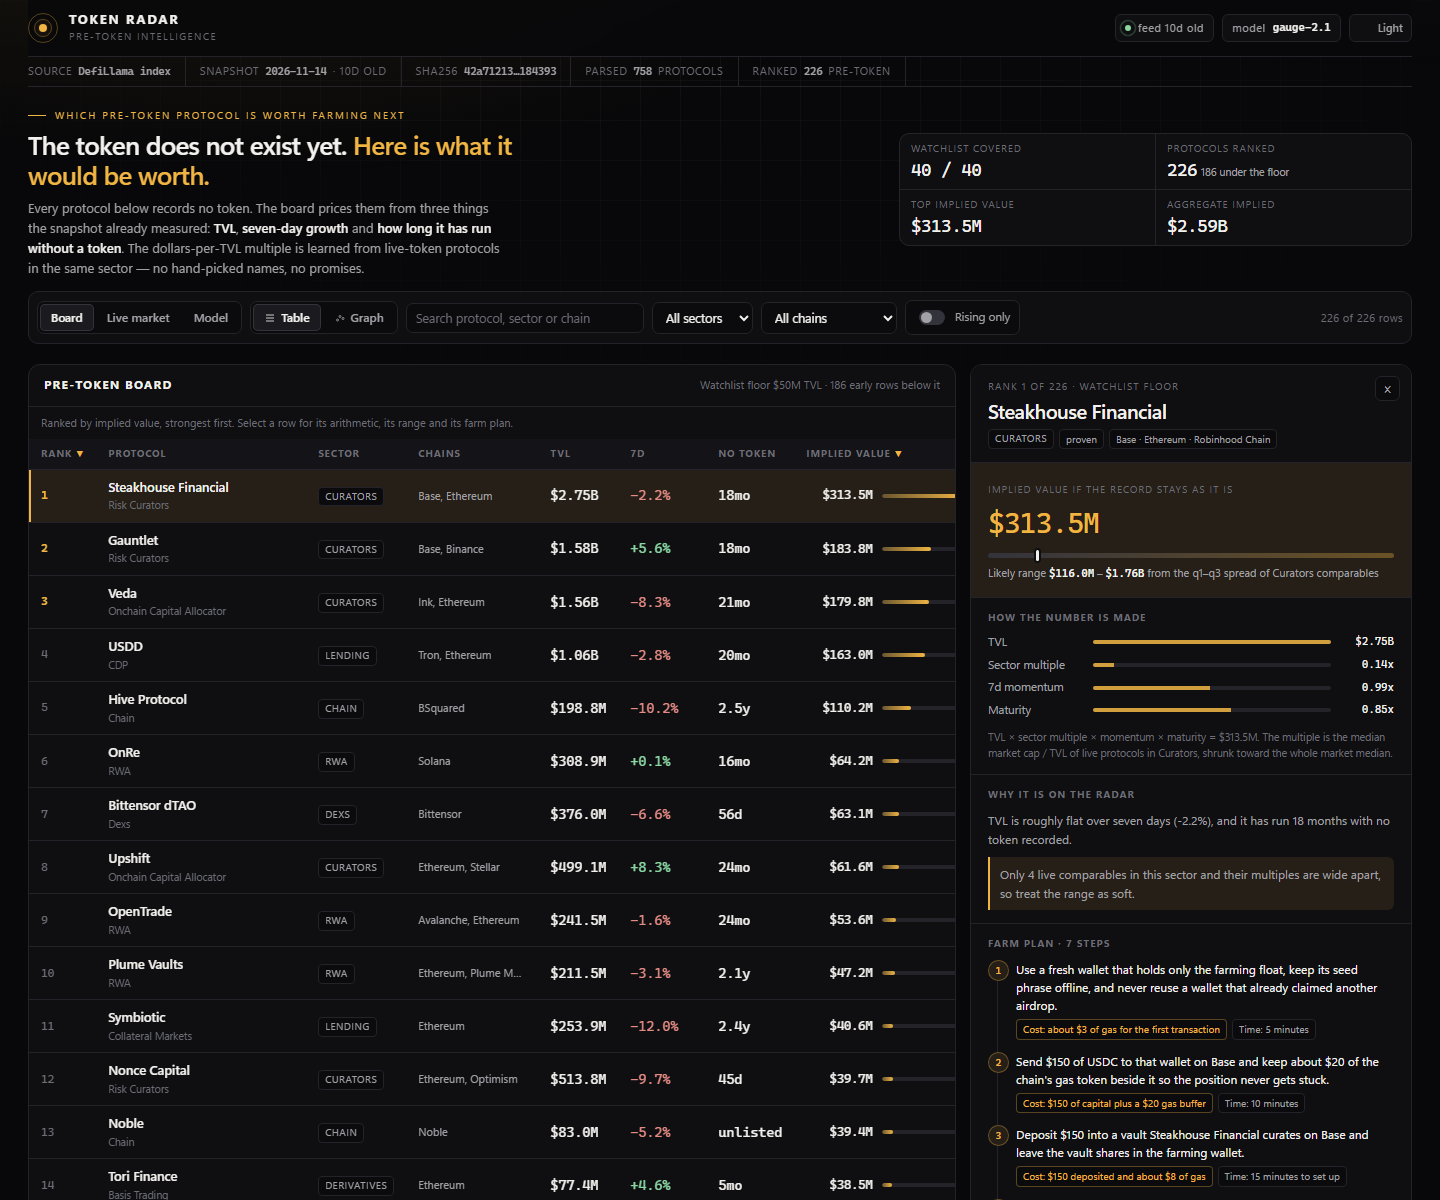 TOKEN RADAR
PRE-TOKEN INTELLIGENCE
feed 10d old
model gauge-2.1
Light
SOURCE DefiLlama index
SNAPSHOT 2026-11-14 · 10D OLD
SHA256 42a71213…184393
PARSED 758 PROTOCOLS
RANKED 226 PRE-TOKEN
WHICH PRE-TOKEN PROTOCOL IS WORTH FARMING NEXT
The token does not exist yet. Here is what it
would be worth.
Every protocol below records no token. The board prices them from three things
the snapshot already measured: TVL, seven-day growth and how long it has run
without a token. The dollars-per-TVL multiple is learned from live-token protocols
in the same sector — no hand-picked names, no promises.
WATCHLIST COVERED
40 / 40
PROTOCOLS RANKED
226 186 under the floor
TOP IMPLIED VALUE
$313.5M
AGGREGATE IMPLIED
$2.59B
Board Live market Model Table Graph Search protocol, sector or chain All sectors All chains Rising only 226 of 226 rows
PRE-TOKEN BOARD
Watchlist floor $50M TVL · 186 early rows below it
Ranked by implied value, strongest first. Select a row for its arithmetic, its range and its farm plan.
RANK ▼ PROTOCOL SECTOR CHAINS TVL 7D NO TOKEN IMPLIED VALUE ▼
1 Steakhouse Financial CURATORS Base, Ethereum $2.75B −2.2% 18mo $313.5M
Risk Curators
2 Gauntlet CURATORS Base, Binance $1.58B +5.6% 18mo $183.8M
Risk Curators
3 Veda CURATORS Ink, Ethereum $1.56B −8.3% 21mo $179.8M
Onchain Capital Allocator
4 USDD LENDING Tron, Ethereum $1.06B −2.8% 20mo $163.0M
CDP
5 Hive Protocol CHAIN BSquared $198.8M −10.2% 2.5y $110.2M
Chain
6 OnRe RWA Solana $308.9M +0.1% 16mo $64.2M
RWA
7 Bittensor dTAO DEXS Bittensor $376.0M −6.6% 56d $63.1M
Dexs
8 Upshift CURATORS Ethereum, Stellar $499.1M +8.3% 24mo $61.6M
Onchain Capital Allocator
9 OpenTrade RWA Avalanche, Ethereum $241.5M −1.6% 24mo $53.6M
RWA
10 Plume Vaults RWA Ethereum, Plume M... $211.5M −3.1% 2.1y $47.2M
RWA
11 Symbiotic LENDING Ethereum $253.9M −12.0% 2.4y $40.6M
Collateral Markets
12 Nonce Capital CURATORS Ethereum, Optimism $513.8M −9.7% 45d $39.7M
Risk Curators
13 Noble CHAIN Noble $83.0M −5.2% unlisted $39.4M
Chain
14 Tori Finance DERIVATIVES Ethereum $77.4M +4.6% 5mo $38.5M
Basis Trading
RANK 1 OF 226 · WATCHLIST FLOOR
x
Steakhouse Financial
CURATORS proven Base · Ethereum · Robinhood Chain
IMPLIED VALUE IF THE RECORD STAYS AS IT IS
$313.5M
Likely range $116.0M – $1.76B from the q1–q3 spread of Curators comparables
HOW THE NUMBER IS MADE
TVL $2.75B
Sector multiple 0.14x
7d momentum 0.99x
Maturity 0.85x
TVL × sector multiple × momentum × maturity = $313.5M. The multiple is the median
market cap / TVL of live protocols in Curators, shrunk toward the whole market median.
WHY IT IS ON THE RADAR
TVL is roughly flat over seven days (-2.2%), and it has run 18 months with no
token recorded.
Only 4 live comparables in this sector and their multiples are wide apart,
so treat the range as soft.
FARM PLAN · 7 STEPS
1 Use a fresh wallet that holds only the farming float, keep its seed
phrase offline, and never reuse a wallet that already claimed another
airdrop.
Cost: about $3 of gas for the first transaction Time: 5 minutes
2 Send $150 of USDC to that wallet on Base and keep about $20 of the
chain's gas token beside it so the position never gets stuck.
Cost: $150 of capital plus a $20 gas buffer Time: 10 minutes
3 Deposit $150 into a vault Steakhouse Financial curates on Base and
leave the vault shares in the farming wallet.
Cost: $150 deposited and about $8 of gas Time: 15 minutes to set up